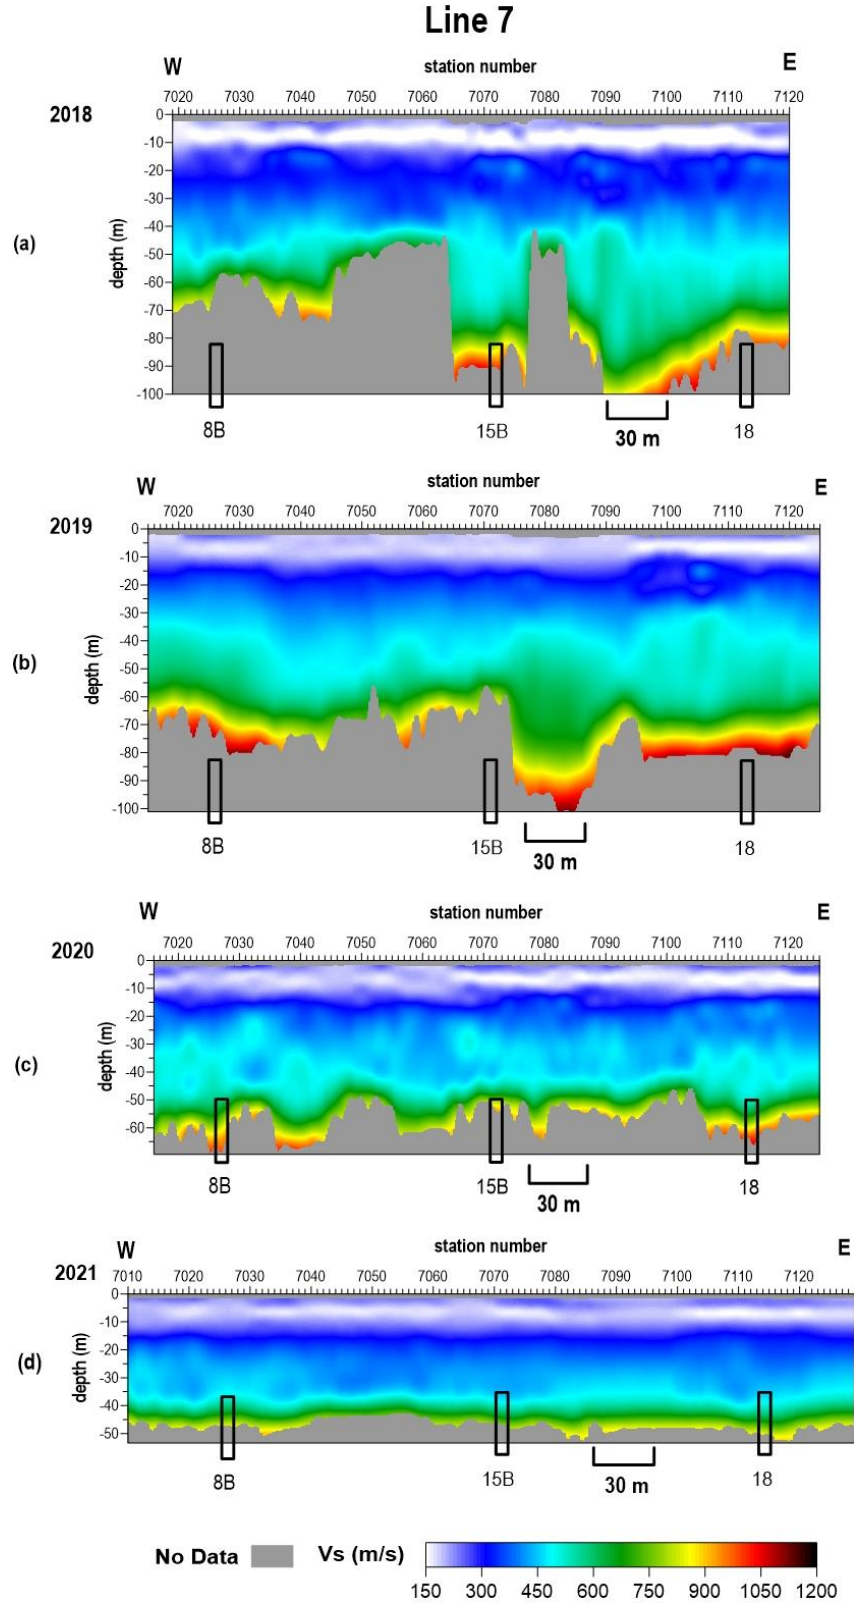 Line 7
W station number E
7020 7030 7040 7050 7060 7070 7080 7090 7100 7110 7120
2018
0
-10
-20
-30
-40
-50
-60
-70
-80
-90
-100
depth (m)
(a)
8B 15B 30 m 18
W station number E
7020 7030 7040 7050 7060 7070 7080 7090 7100 7110 7120
2019
0
-10
-20
-30
-40
-50
-60
-70
-80
-90
-100
depth (m)
(b)
8B 15B 30 m 18
W station number E
7020 7030 7040 7050 7060 7070 7080 7090 7100 7110 7120
2020
0
-10
-20
-30
-40
-50
-60
depth (m)
(c)
8B 15B 30 m 18
W station number E
2021
7010 7020 7030 7040 7050 7060 7070 7080 7090 7100 7110 7120
0
-10
-20
-30
-40
-50
depth (m)
(d)
8B 15B 30 m 18
No Data Vs (m/s)
150 300 450 600 750 900 1050 1200